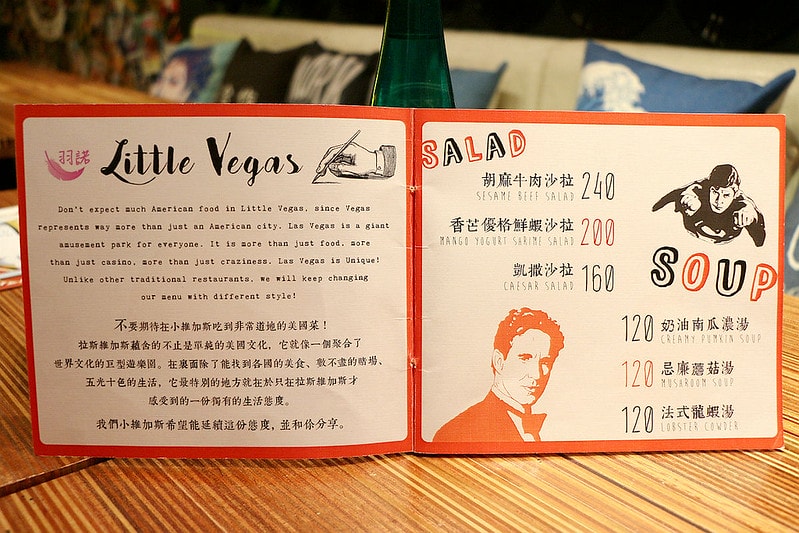 羽諾 Little Vegas
Don't expect much American food in Little Vegas, since Vegas
represents way more than just an American city. Las Vegas is a giant
amusement park for everyone. It is more than just food, more
than just casino, more than just craziness. Las Vegas is Unique!
Unlike other traditional restaurants, we will keep changing
our menu with different style!
不要期待在小維加斯吃到非常道地的美國菜！
拉斯維加斯蘊含的不止是單純的美國文化，它就像一個聚合了
世界文化的巨型遊樂園。在裏面除了能找到各國的美食、數不盡的賭場、
五光十色的生活，它最特別的地方就在於只在拉斯維加斯才
感受到的一份獨有的生活態度。
我們小維加斯希望能延續這份態度，並和你分享。
SALAD
胡麻牛肉沙拉 240
SESAME BEEF SALAD
香芒優格鮮蝦沙拉 200
MANGO YOGURT SHRIME SALAD
凱撒沙拉 160
CAESAR SALAD
SOUP
120 奶油南瓜濃湯
CREAMY PUMKIN SOUP
120 忌廉蘑菇湯
MUSHROOM SOUP
120 法式龍蝦湯
LOBSTER COWDER